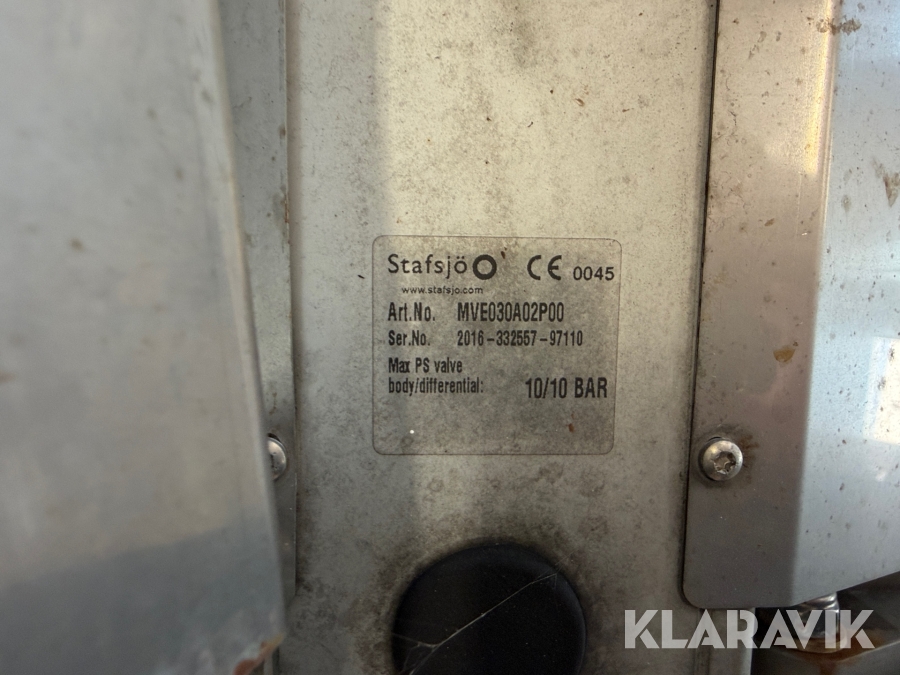 Stafsjö CE 0045
www.stafsjo.com
Art.No. MVE030A02P00
Ser.No. 2016-332557-97110
Max PS valve
body/differential: 10/10 BAR
KLARAVIK